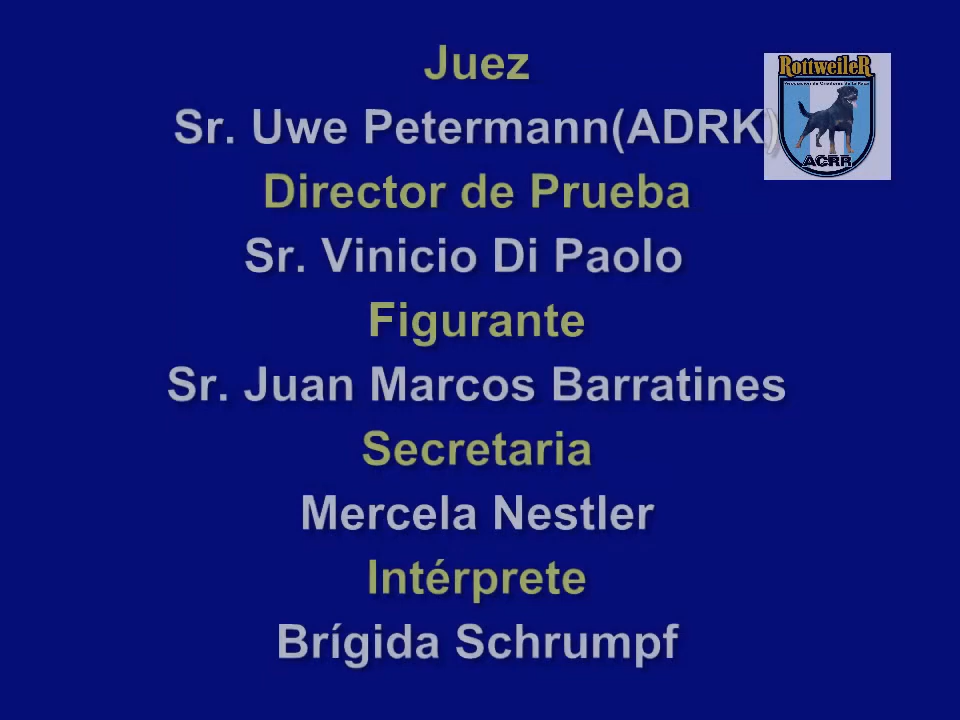 Juez
RottweileR
Sr. Uwe Petermann(ADRK)
ACRR
Director de Prueba
Sr. Vinicio Di Paolo
Figurante
Sr. Juan Marcos Barratines
Secretaria
Mercela Nestler
Intérprete
Brígida Schrumpf